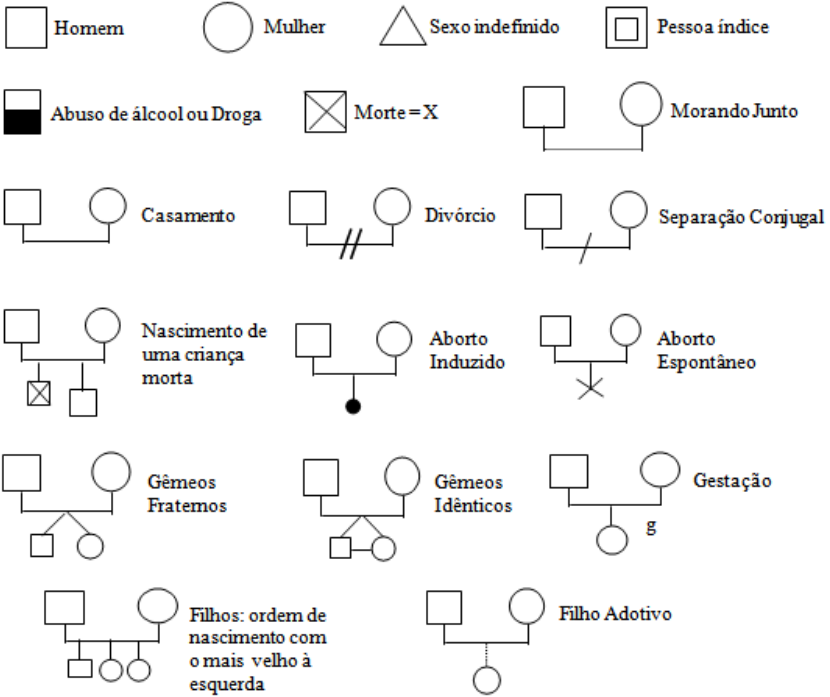 Homem
Mulher
Sexo indefinido
Pessoa índice
Abuso de álcool ou Droga
Morte = X
Morando Junto
Casamento
Divórcio
Separação Conjugal
Nascimento de
uma criança
morta
Aborto
Induzido
Aborto
Espontâneo
Gêmeos
Fraternos
Gêmeos
Idênticos
Gestação
g
Filhos: ordem de
nascimento com
o mais velho à
esquerda
Filho Adotivo